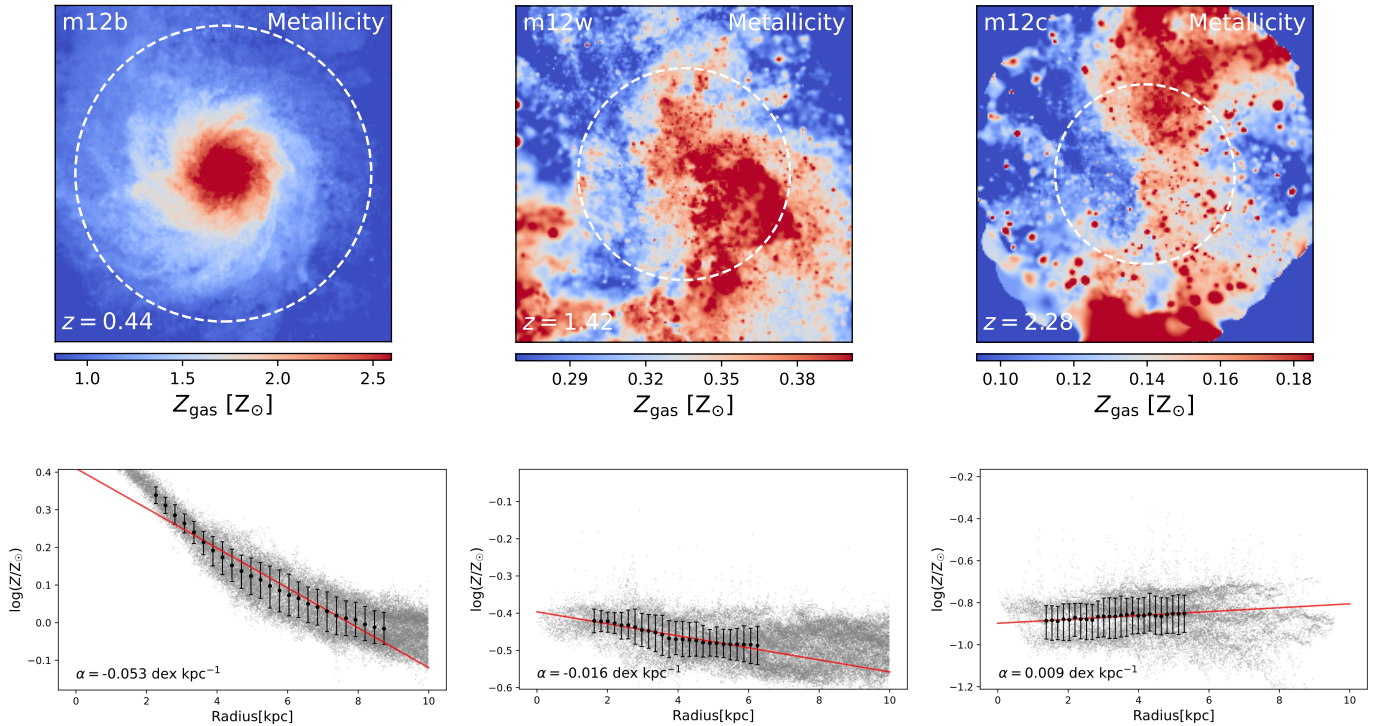 m12b Metallicity
z = 0.44
1.0 1.5 2.0 2.5
Z_gas [Z_⊙]
m12w Metallicity
z = 1.42
0.29 0.32 0.35 0.38
Z_gas [Z_⊙]
m12c Metallicity
z = 2.28
0.10 0.12 0.14 0.16 0.18
Z_gas [Z_⊙]
log(Z/Z_⊙)
0.4
0.3
0.2
0.1
0.0
−0.1
α = -0.053 dex kpc⁻¹
0 2 4 6 8 10
Radius[kpc]
log(Z/Z_⊙)
−0.1
−0.2
−0.3
−0.4
−0.5
−0.6
α = -0.016 dex kpc⁻¹
0 2 4 6 8 10
Radius[kpc]
log(Z/Z_⊙)
−0.2
−0.4
−0.6
−0.8
−1.0
−1.2
α = 0.009 dex kpc⁻¹
0 2 4 6 8 10
Radius[kpc]